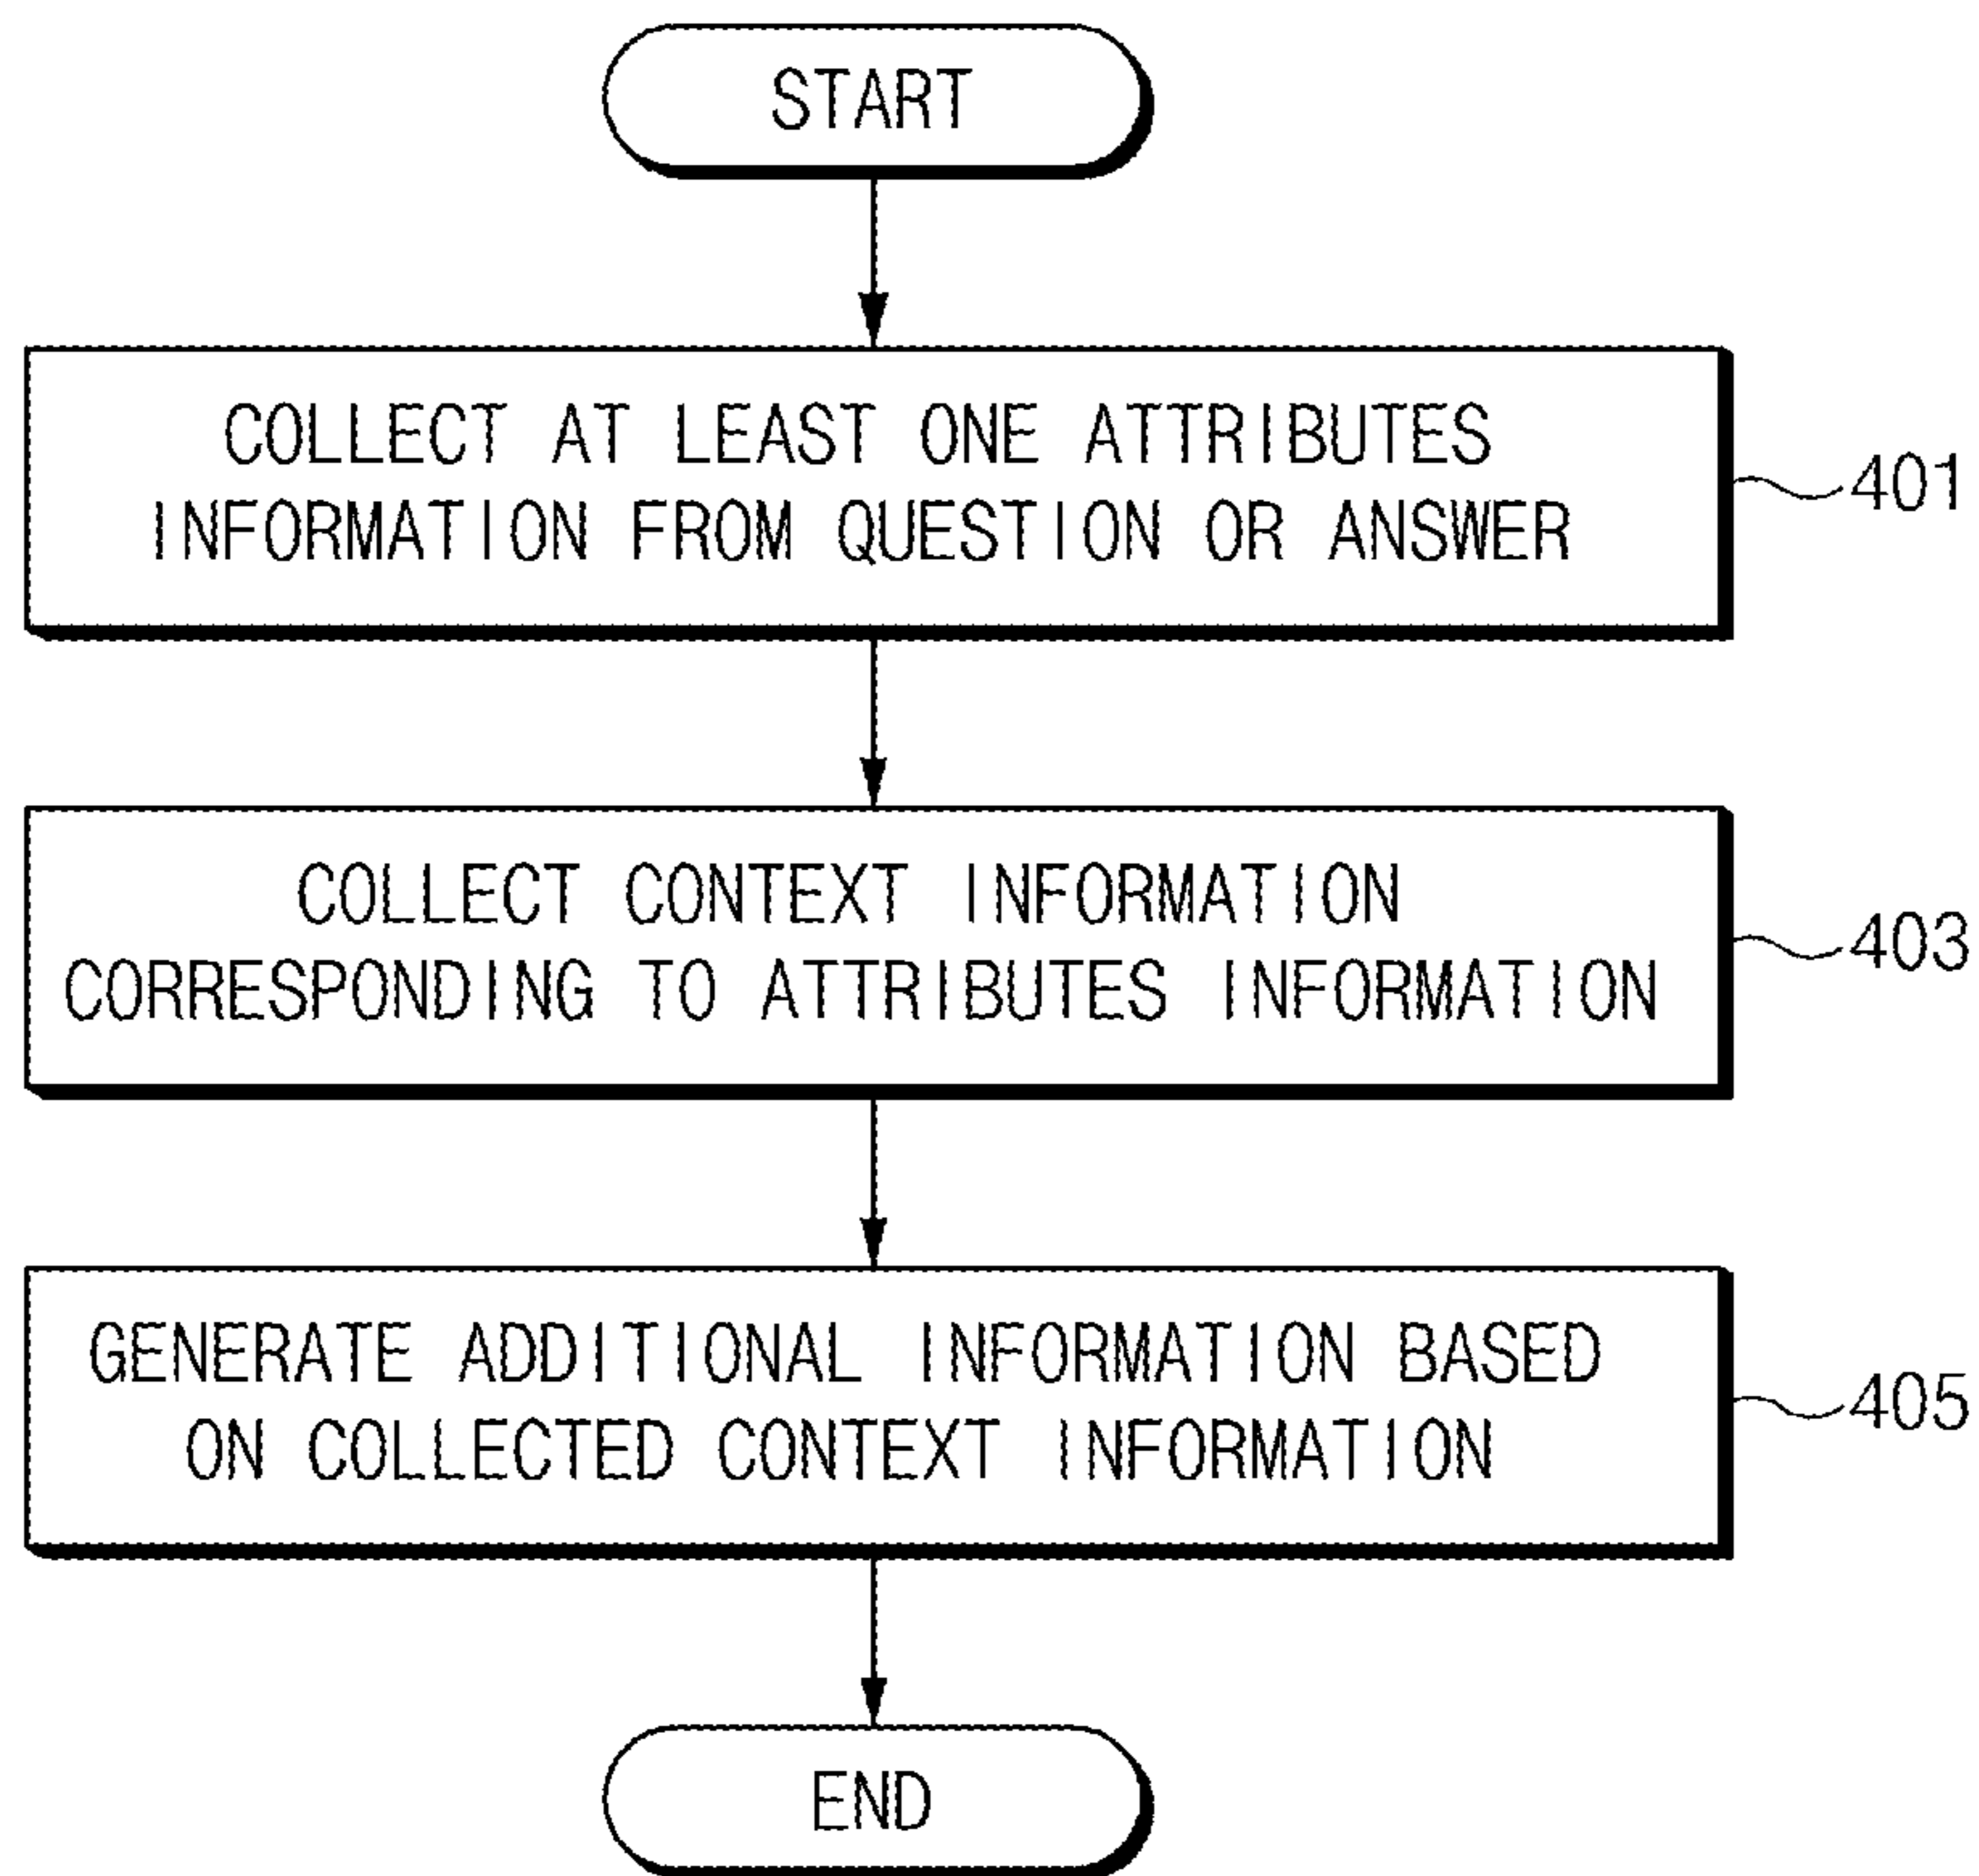 START
COLLECT AT LEAST ONE ATTRIBUTES
INFORMATION FROM QUESTION OR ANSWER
401
COLLECT CONTEXT INFORMATION
CORRESPONDING TO ATTRIBUTES INFORMATION
403
GENERATE ADDITIONAL INFORMATION BASED
ON COLLECTED CONTEXT INFORMATION
405
END